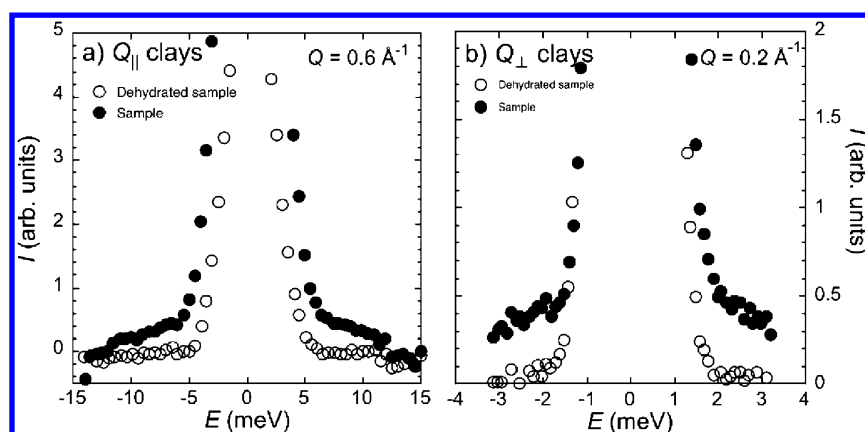 a) Q|| clays
Q = 0.6 Å-1
Dehydrated sample
Sample
I (arb. units)
5
4
3
2
1
0
-15
-10
-5
0
5
10
15
E (meV)
b) Q⊥ clays
Q = 0.2 Å-1
Dehydrated sample
Sample
2
1.5
1
0.5
0
I (arb. units)
-4
-3
-2
-1
0
1
2
3
4
E (meV)